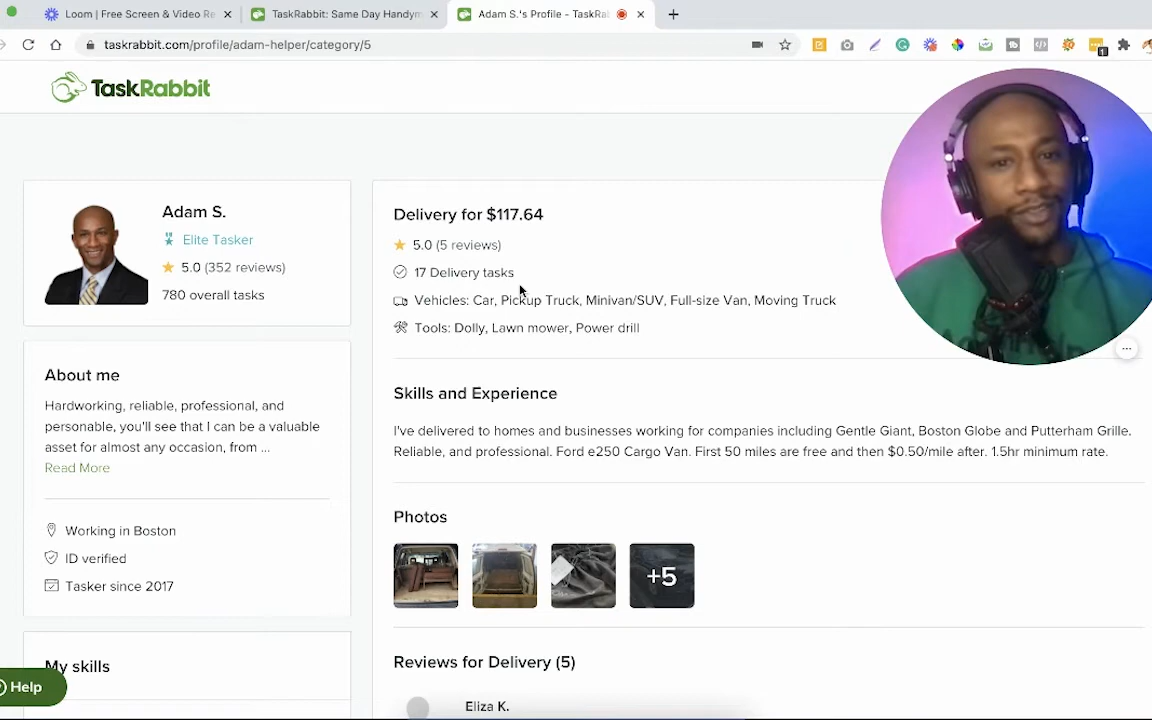 Loom | Free Screen & Video Re
TaskRabbit: Same Day Handym
Adam S.'s Profile - TaskRa
taskrabbit.com/profile/adam-helper/category/5
1
TaskRabbit
Adam S.
Elite Tasker
5.0 (352 reviews)
780 overall tasks
About me
Hardworking, reliable, professional, and
personable, you'll see that I can be a valuable
asset for almost any occasion, from ...
Read More
Working in Boston
ID verified
Tasker since 2017
My skills
Help
Delivery for $117.64
5.0 (5 reviews)
17 Delivery tasks
Vehicles: Car, Pickup Truck, Minivan/SUV, Full-size Van, Moving Truck
Tools: Dolly, Lawn mower, Power drill
Skills and Experience
I've delivered to homes and businesses working for companies including Gentle Giant, Boston Globe and Putterham Grille.
Reliable, and professional. Ford e250 Cargo Van. First 50 miles are free and then $0.50/mile after. 1.5hr minimum rate.
Photos
+5
Reviews for Delivery (5)
Eliza K.